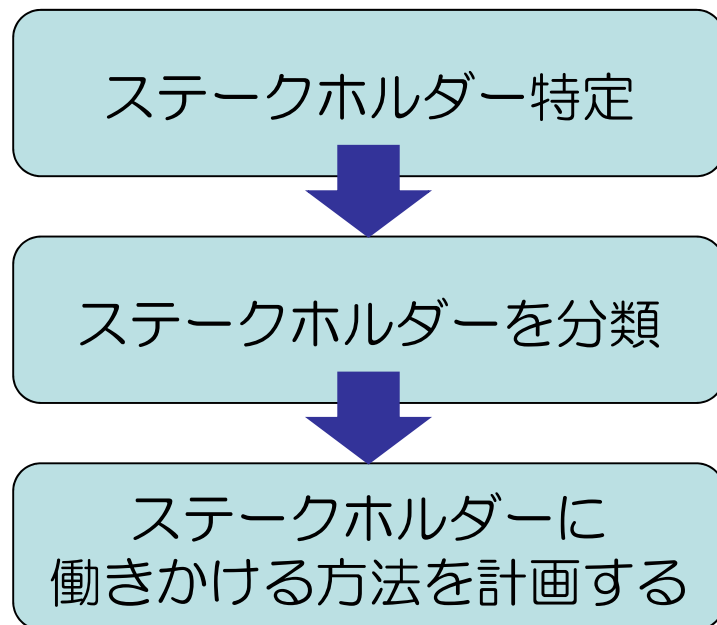 ステークホルダー特定
ステークホルダーを分類
ステークホルダーに
働きかける方法を計画する